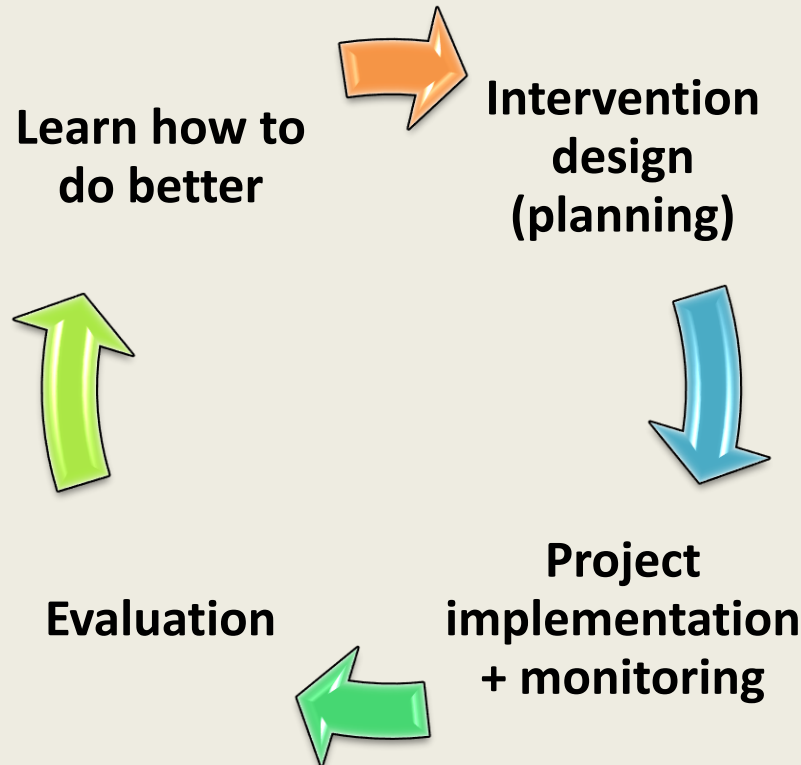 Learn how to
do better
Intervention
design
(planning)
Project
implementation
+ monitoring
Evaluation